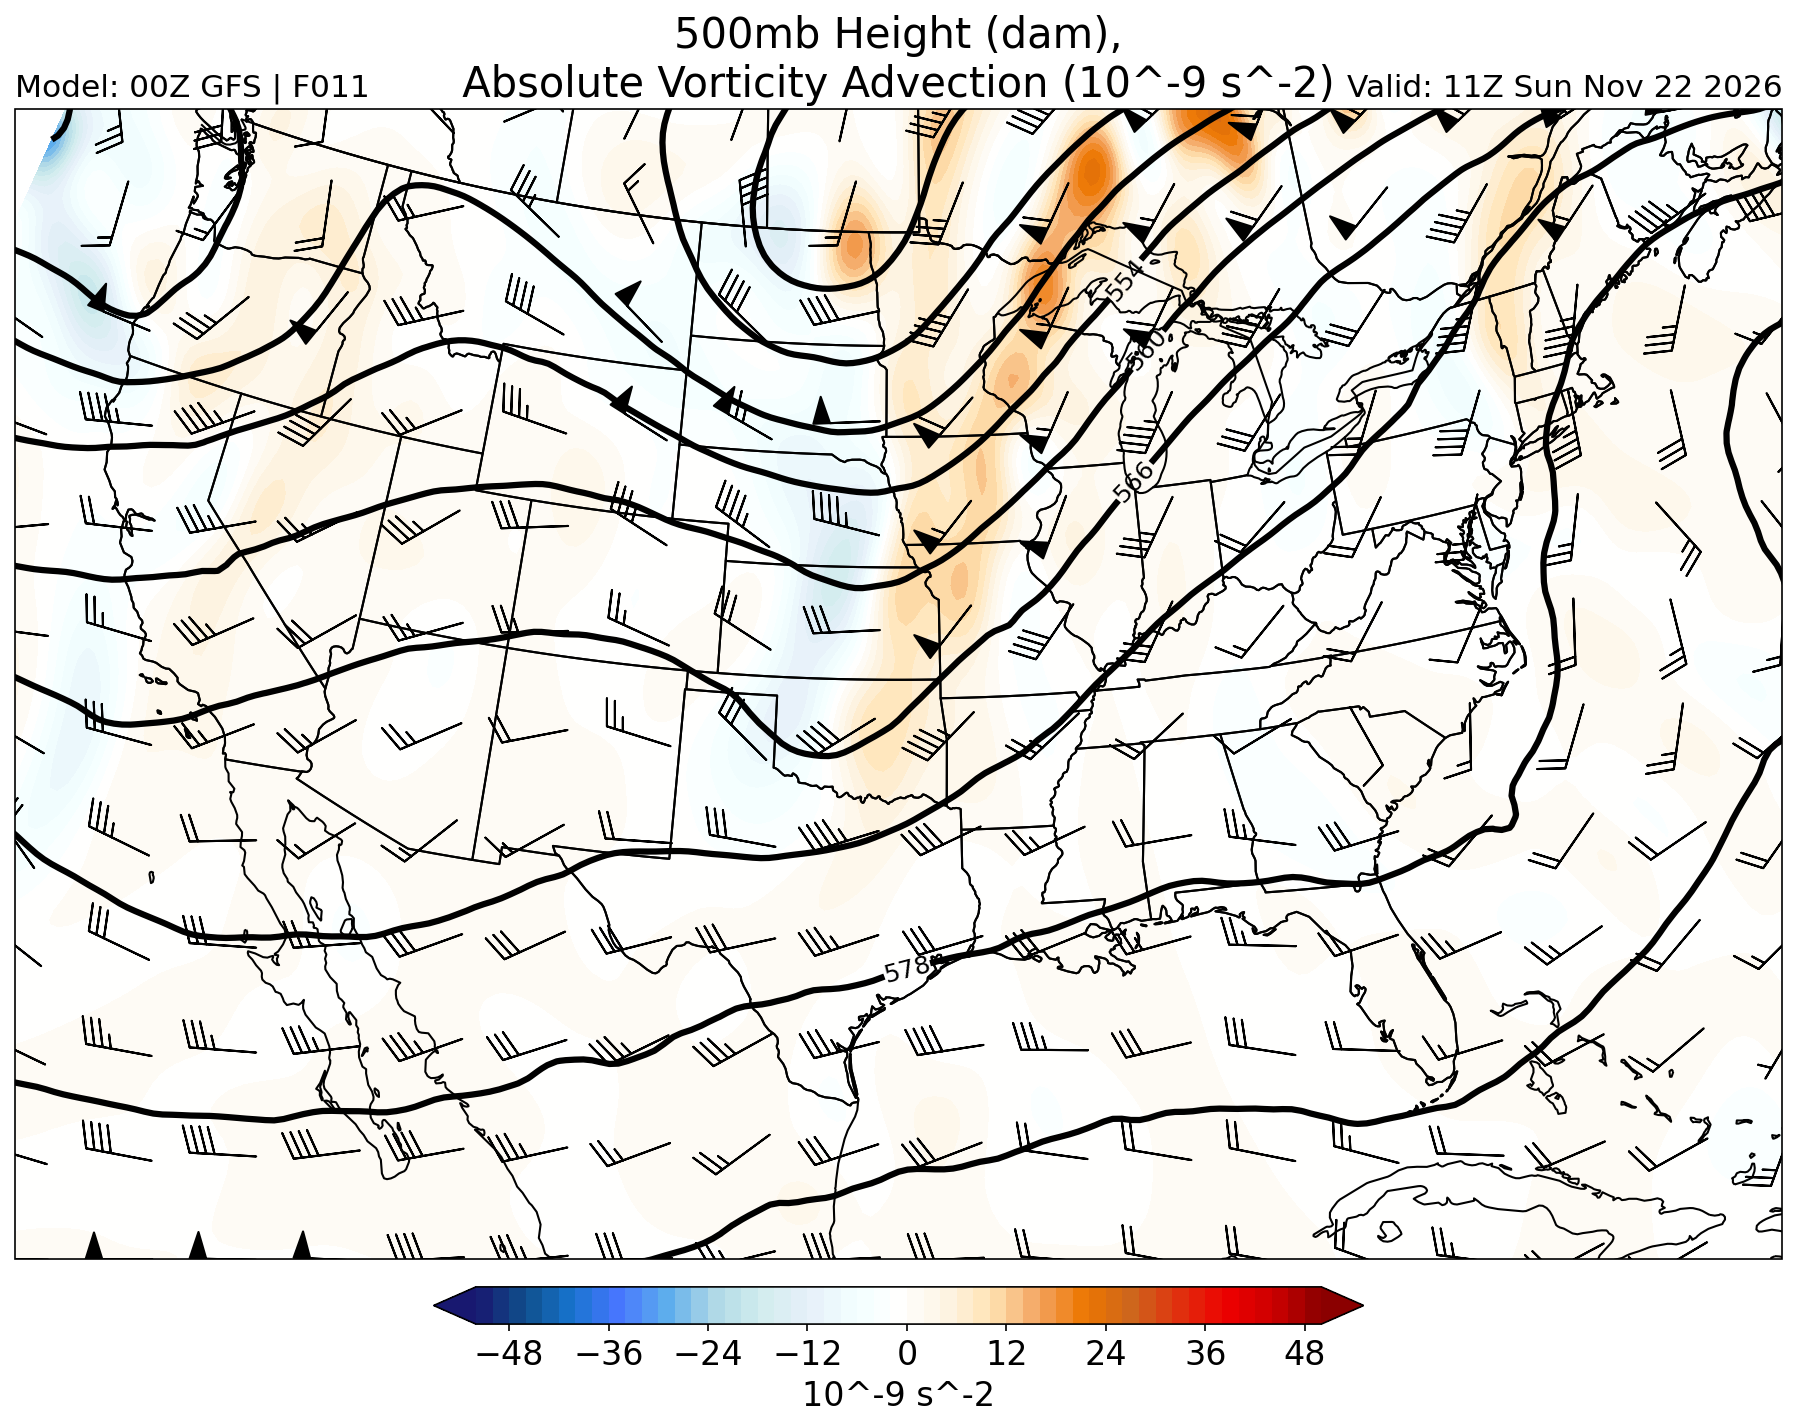 500mb Height (dam),
Model: 00Z GFS | F011
Absolute Vorticity Advection (10^-9 s^-2)
Valid: 11Z Sun Nov 22 2026
554
560
566
578
−48 −36 −24 −12 0 12 24 36 48
10^-9 s^-2